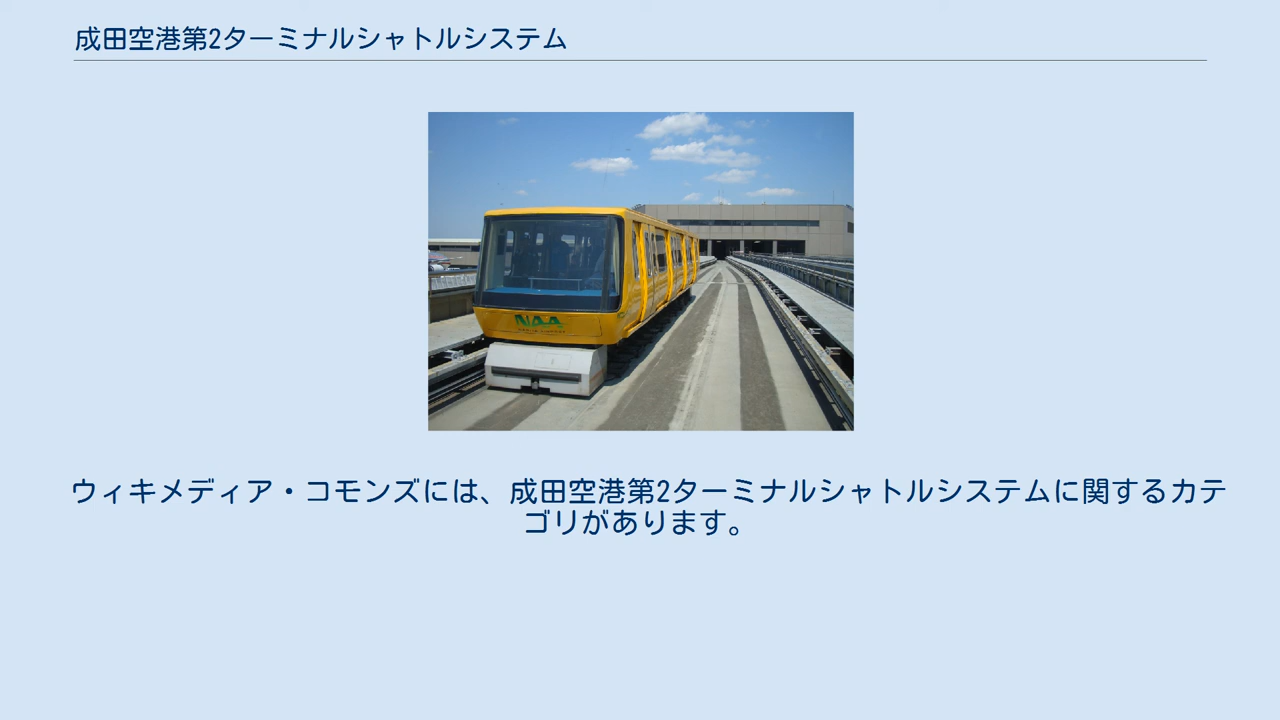 成田空港第2ターミナルシャトルシステム
NAA
ウィキメディア・コモンズには、成田空港第2ターミナルシャトルシステムに関するカテ
ゴリがあります。